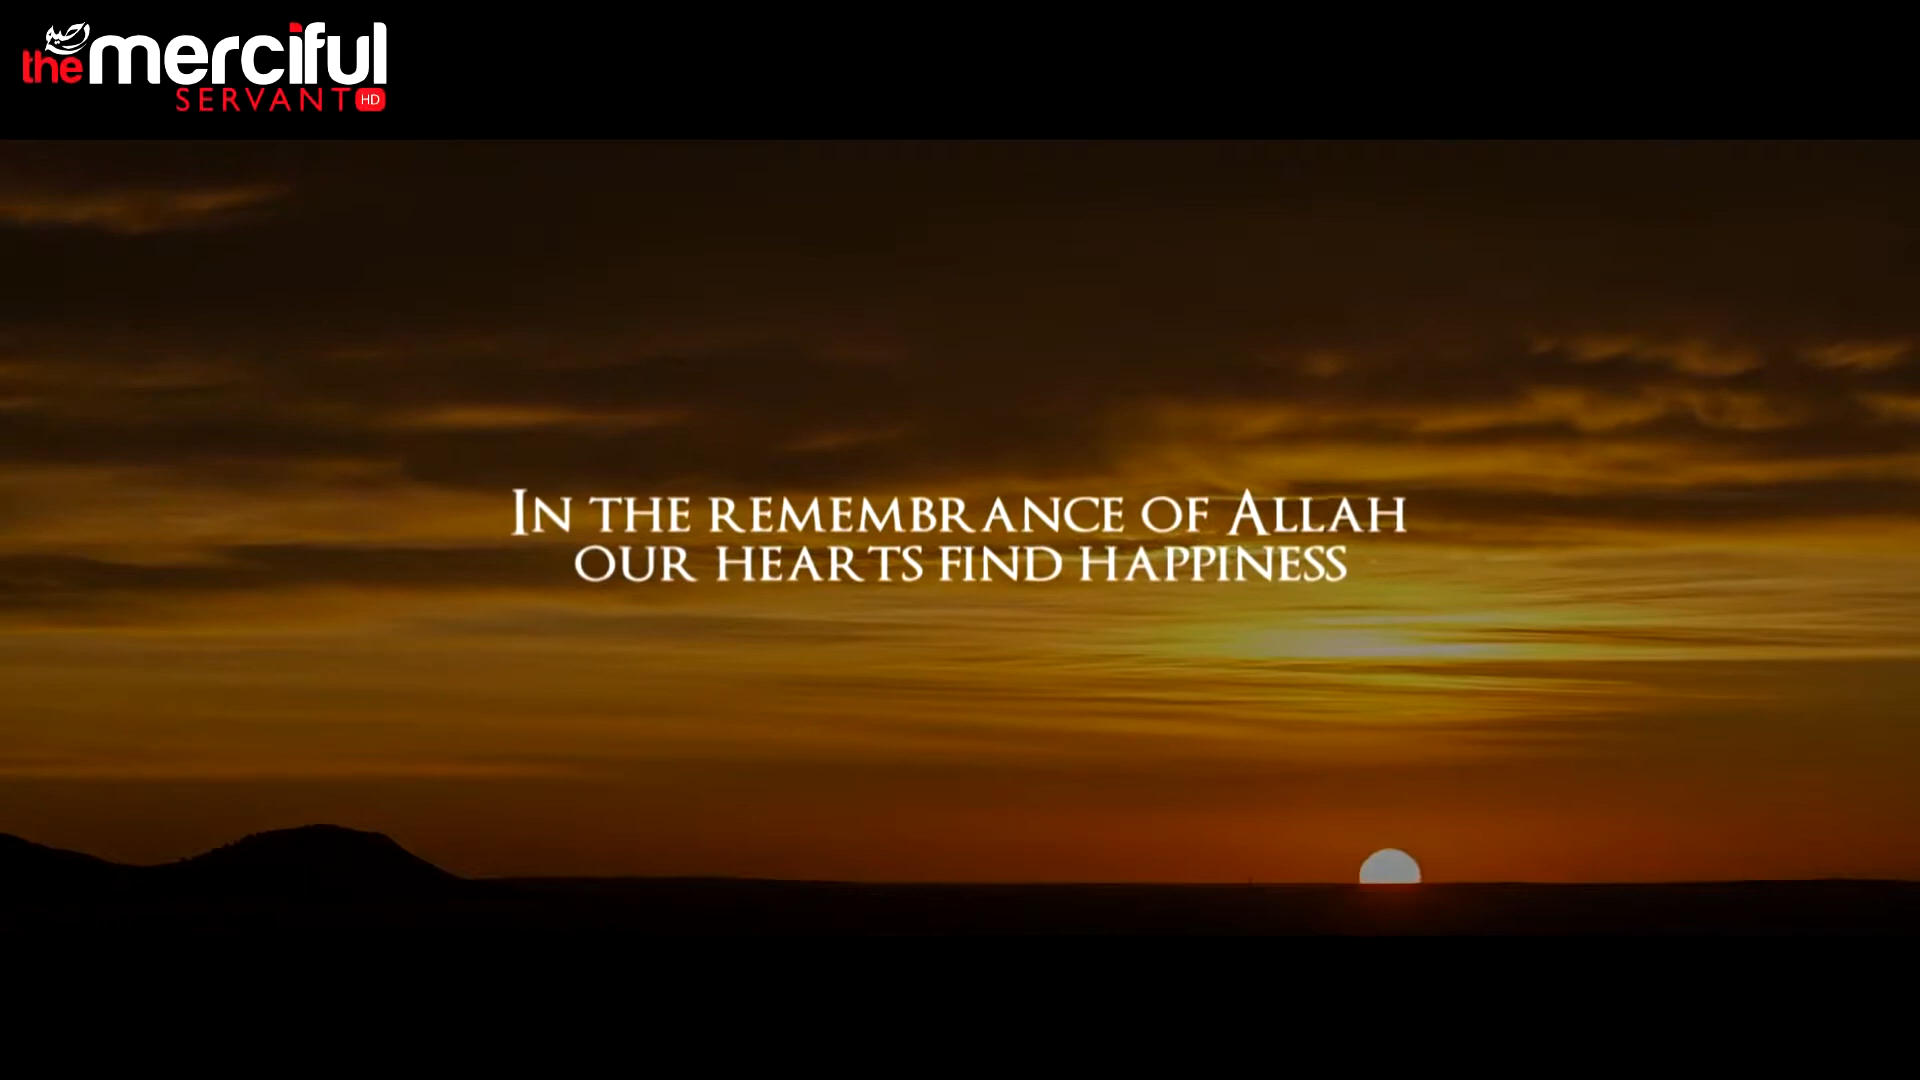 the merciful
SERVANT HD
IN THE REMEMBRANCE OF ALLAH
OUR HEARTS FIND HAPPINESS